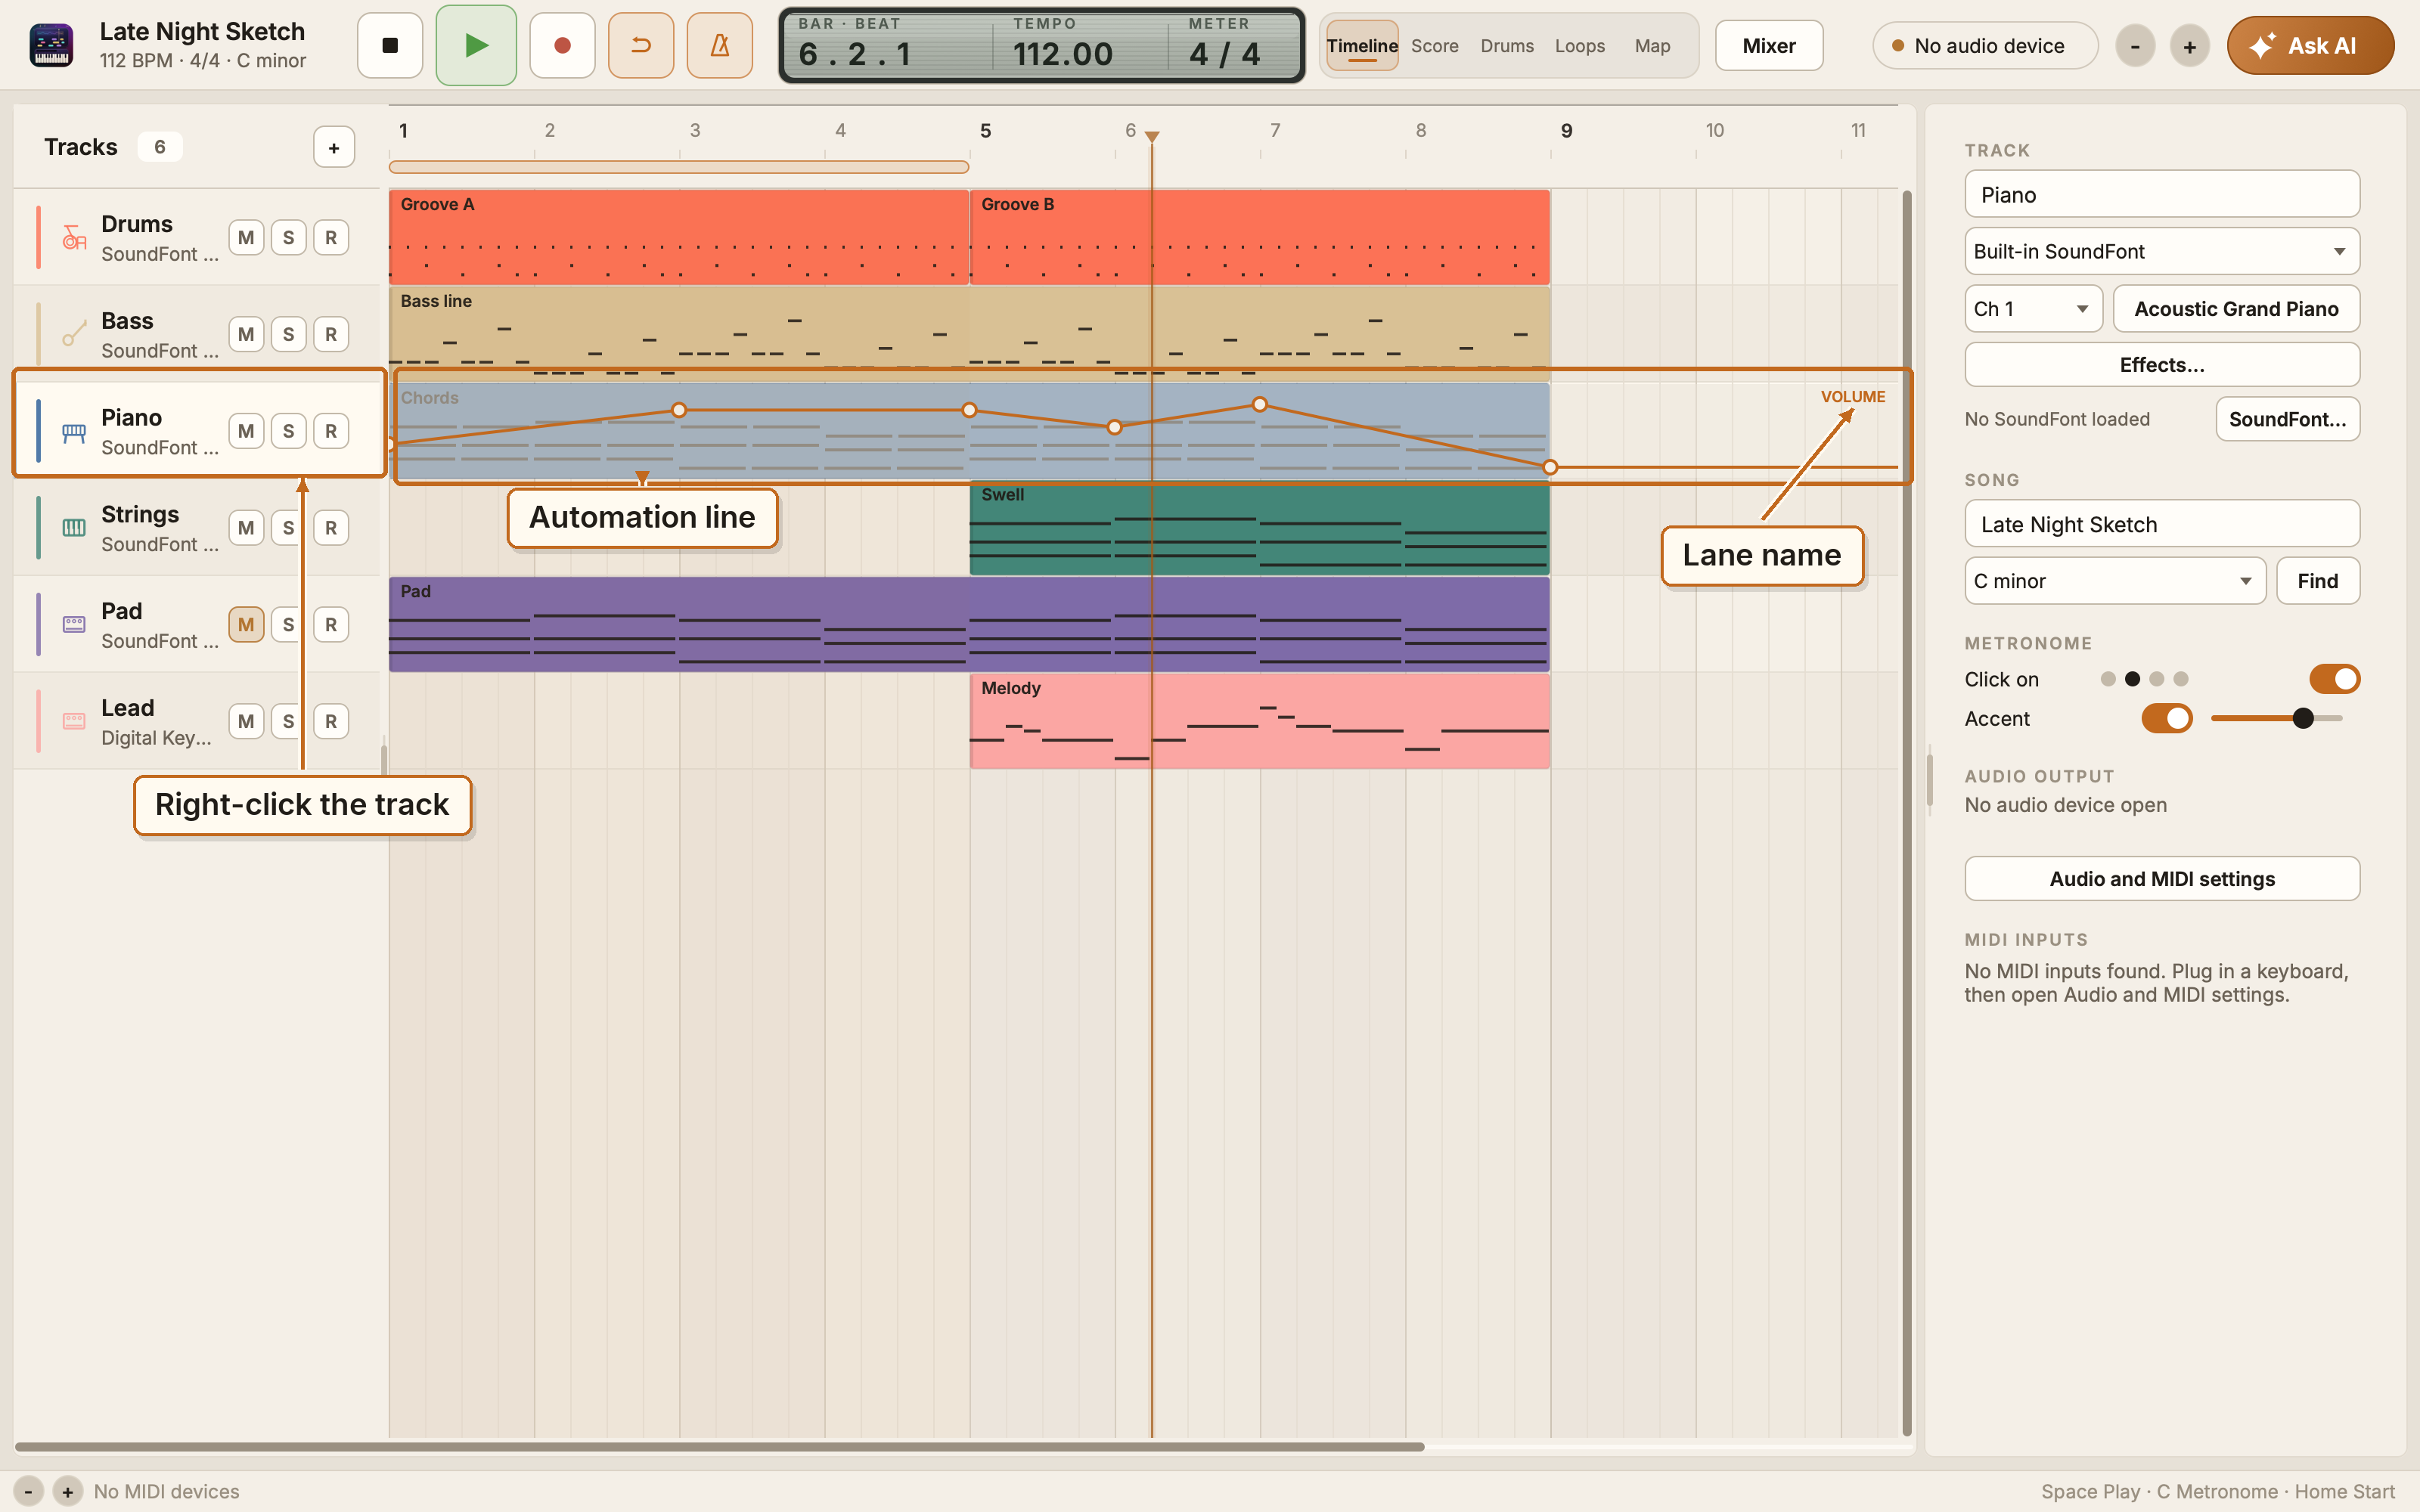 Late Night Sketch
112 BPM · 4/4 · C minor
BAR · BEAT
6 . 2 . 1
TEMPO
112.00
METER
4 / 4
Timeline
Score
Drums
Loops
Map
Mixer
No audio device
-
+
Ask AI
Tracks
6
+
1
2
3
4
5
6
7
8
9
10
11
Drums
SoundFont ...
M
S
R
Groove A
Groove B
Bass
SoundFont ...
M
S
R
Bass line
Piano
SoundFont ...
M
S
R
Chords
VOLUME
Automation line
Lane name
Strings
SoundFont ...
M
S
R
Swell
Pad
SoundFont ...
M
S
R
Pad
Lead
Digital Key...
M
S
R
Melody
Right-click the track
TRACK
Piano
Built-in SoundFont
Ch 1
Acoustic Grand Piano
Effects...
No SoundFont loaded
SoundFont...
SONG
Late Night Sketch
C minor
Find
METRONOME
Click on
Accent
AUDIO OUTPUT
No audio device open
Audio and MIDI settings
MIDI INPUTS
No MIDI inputs found. Plug in a keyboard,
then open Audio and MIDI settings.
-
+
No MIDI devices
Space Play · C Metronome · Home Start